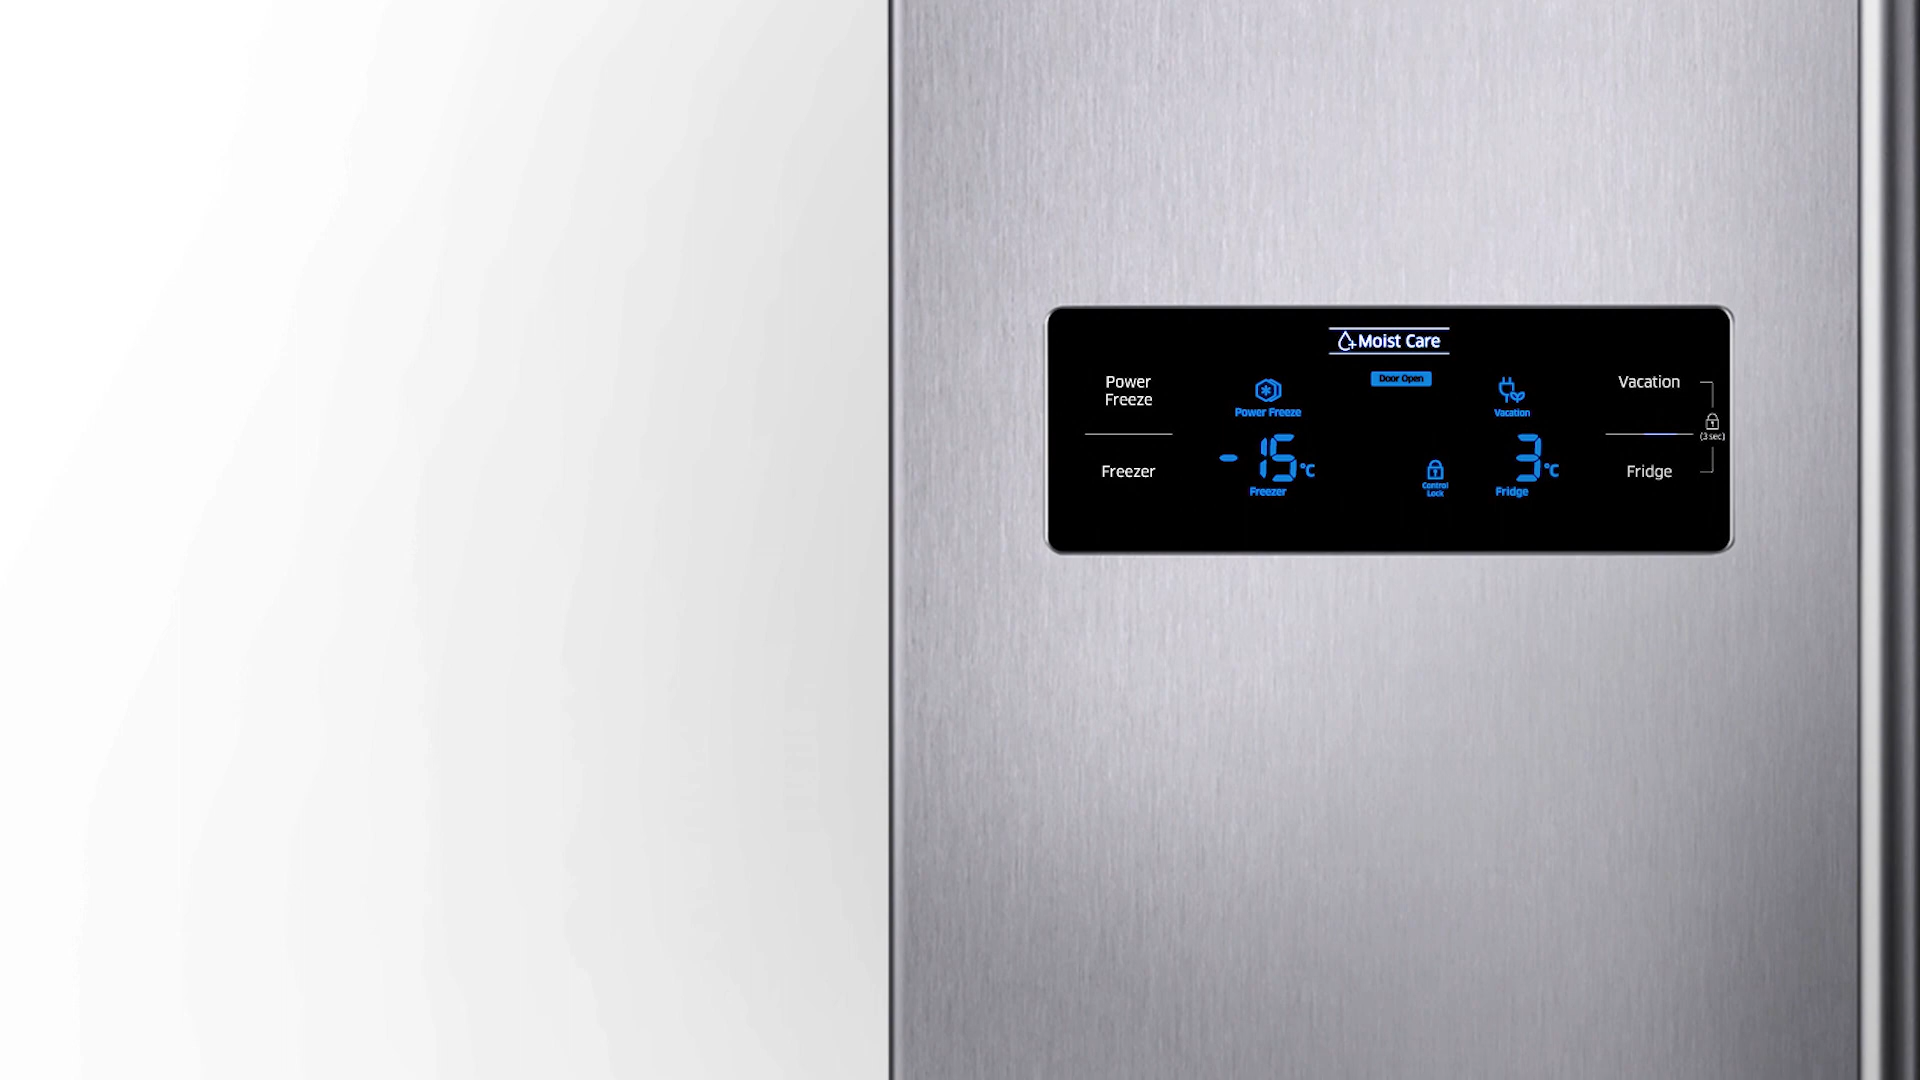 Moist Care
Door Open
Power
Freeze
Power Freeze
Vacation
Vacation
(3 sec)
Freezer
-15°C
Freezer
Control
Lock
3°C
Fridge
Fridge